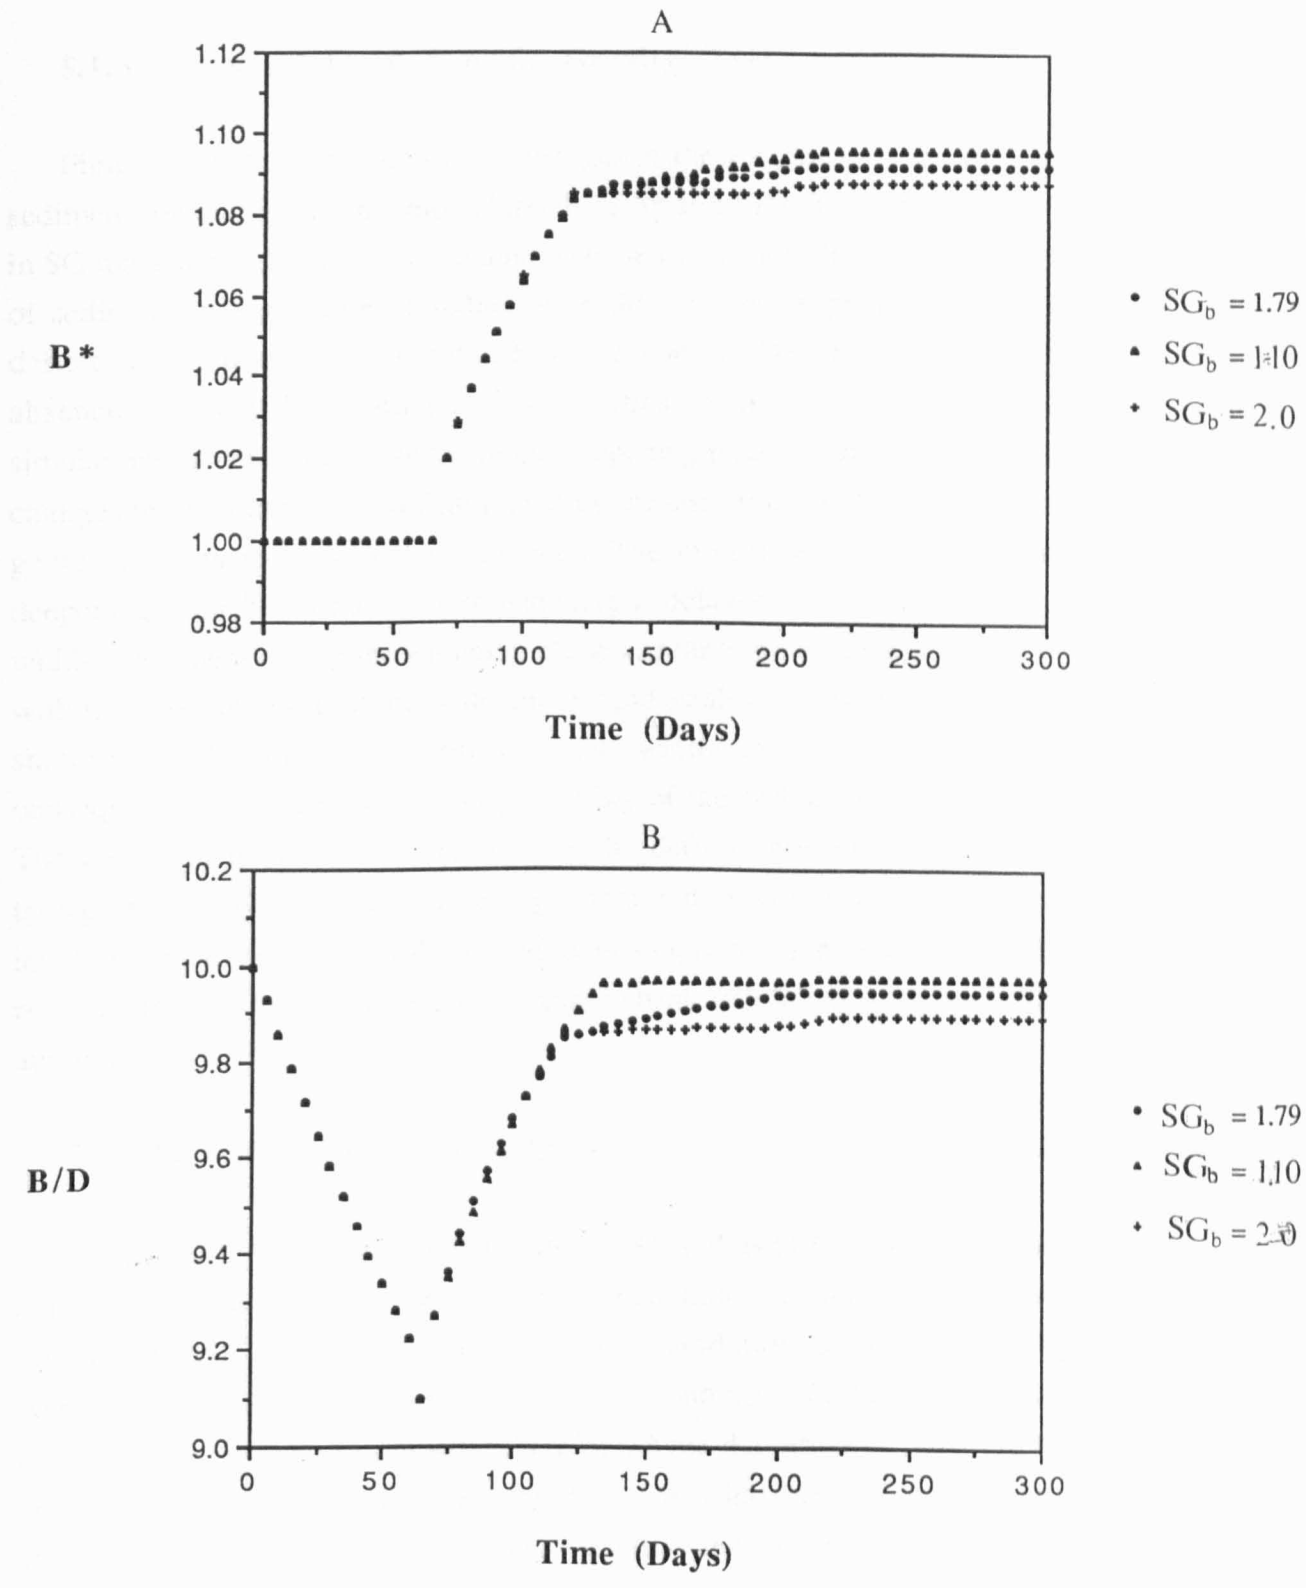 A
1.12
1.10
1.08
1.06
1.04
1.02
1.00
0.98
B*
0 50 100 150 200 250 300
Time (Days)
SGb = 1.79
SGb = 1.10
SGb = 2.0
B
10.2
10.0
9.8
9.6
9.4
9.2
9.0
B/D
0 50 100 150 200 250 300
Time (Days)
SGb = 1.79
SGb = 1.10
SGb = 2.0